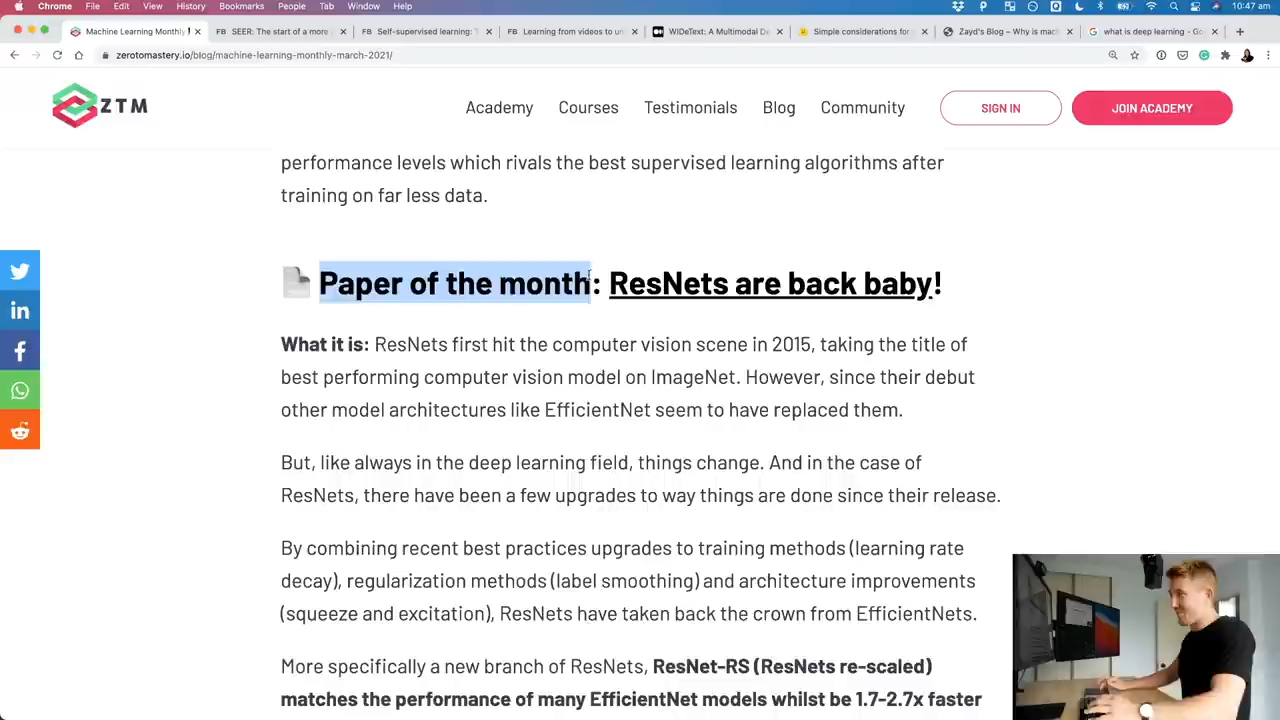 Chrome File Edit View History Bookmarks People Tab Window Help 10:47 am
Machine Learning Monthly FB SEER: The start of a more FB Self-supervised learning: FB Learning from videos to un WIDeText: A Multimodal De Simple considerations for Zayd's Blog – Why is mac what is deep learning - Go
zerotomastery.io/blog/machine-learning-monthly-march-2021/
ZTM Academy Courses Testimonials Blog Community SIGN IN JOIN ACADEMY
performance levels which rivals the best supervised learning algorithms after
training on far less data.
Paper of the month: ResNets are back baby!
What it is: ResNets first hit the computer vision scene in 2015, taking the title of
best performing computer vision model on ImageNet. However, since their debut
other model architectures like EfficientNet seem to have replaced them.
But, like always in the deep learning field, things change. And in the case of
ResNets, there have been a few upgrades to way things are done since their release.
By combining recent best practices upgrades to training methods (learning rate
decay), regularization methods (label smoothing) and architecture improvements
(squeeze and excitation), ResNets have taken back the crown from EfficientNets.
More specifically a new branch of ResNets, ResNet-RS (ResNets re-scaled)
matches the performance of many EfficientNet models whilst be 1.7-2.7x faster